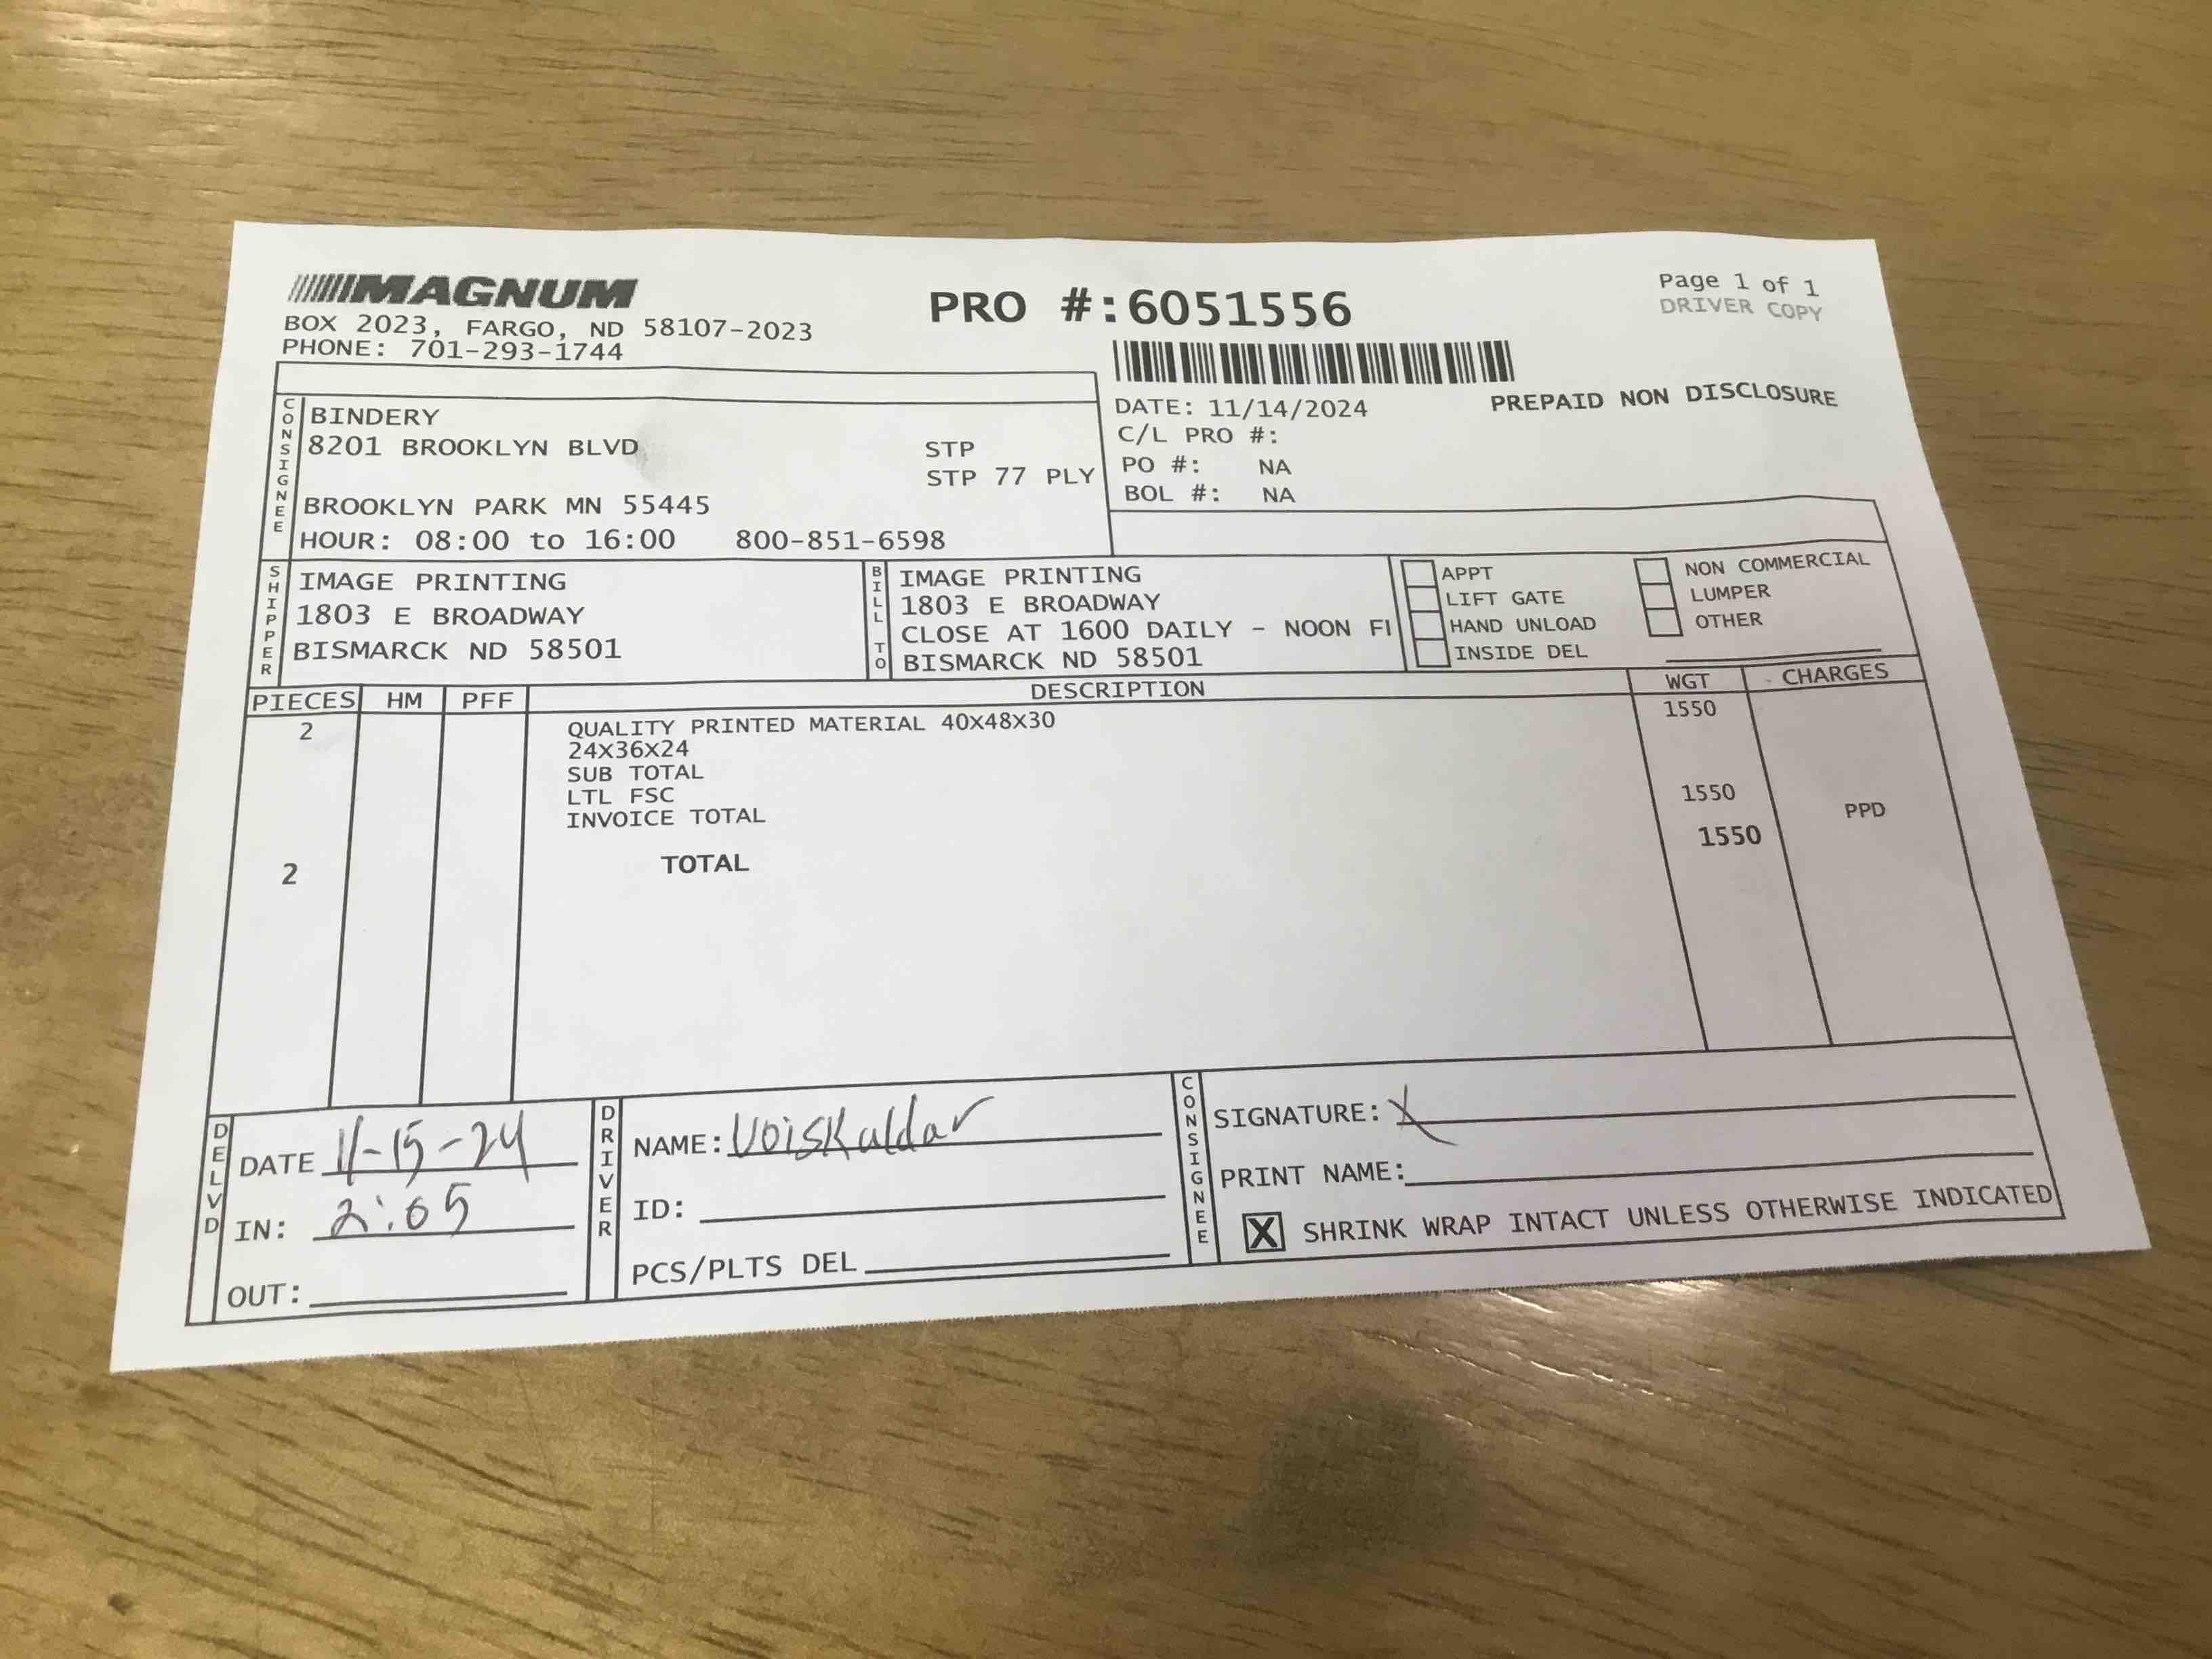 MAGNUM
BOX 2023, FARGO, ND 58107-2023
PHONE: 701-293-1744
PRO #:6051556
Page 1 of 1
DRIVER COPY
DATE: 11/14/2024
PREPAID NON DISCLOSURE
C/L PRO #:
PO #: NA
BOL #: NA
CONSIGNEE
BINDERY
8201 BROOKLYN BLVD
STP
STP 77 PLY
BROOKLYN PARK MN 55445
HOUR: 08:00 to 16:00 800-851-6598
SHIPPER
IMAGE PRINTING
1803 E BROADWAY
BISMARCK ND 58501
BILL TO
IMAGE PRINTING
1803 E BROADWAY
CLOSE AT 1600 DAILY - NOON FI
BISMARCK ND 58501
APPT
LIFT GATE
HAND UNLOAD
INSIDE DEL
NON COMMERCIAL
LUMPER
OTHER
PIECES HM PFF DESCRIPTION WGT CHARGES
2 QUALITY PRINTED MATERIAL 40X48X30 1550
24X36X24
SUB TOTAL
LTL FSC 1550
INVOICE TOTAL PPD
2 TOTAL 1550
DELVD
DATE 11-15-24
IN: 2:05
OUT:
DRIVER
NAME: Voiskaldar
ID:
PCS/PLTS DEL
CONSIGNEE
SIGNATURE: X
PRINT NAME:
X SHRINK WRAP INTACT UNLESS OTHERWISE INDICATED